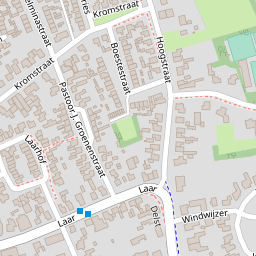 Kromstraat
Kromstraat
Boestestraat
Hoogstraat
Pastoor J. Groenenstraat
Laarhof
Laar
Laar
Delst
Windwijzer